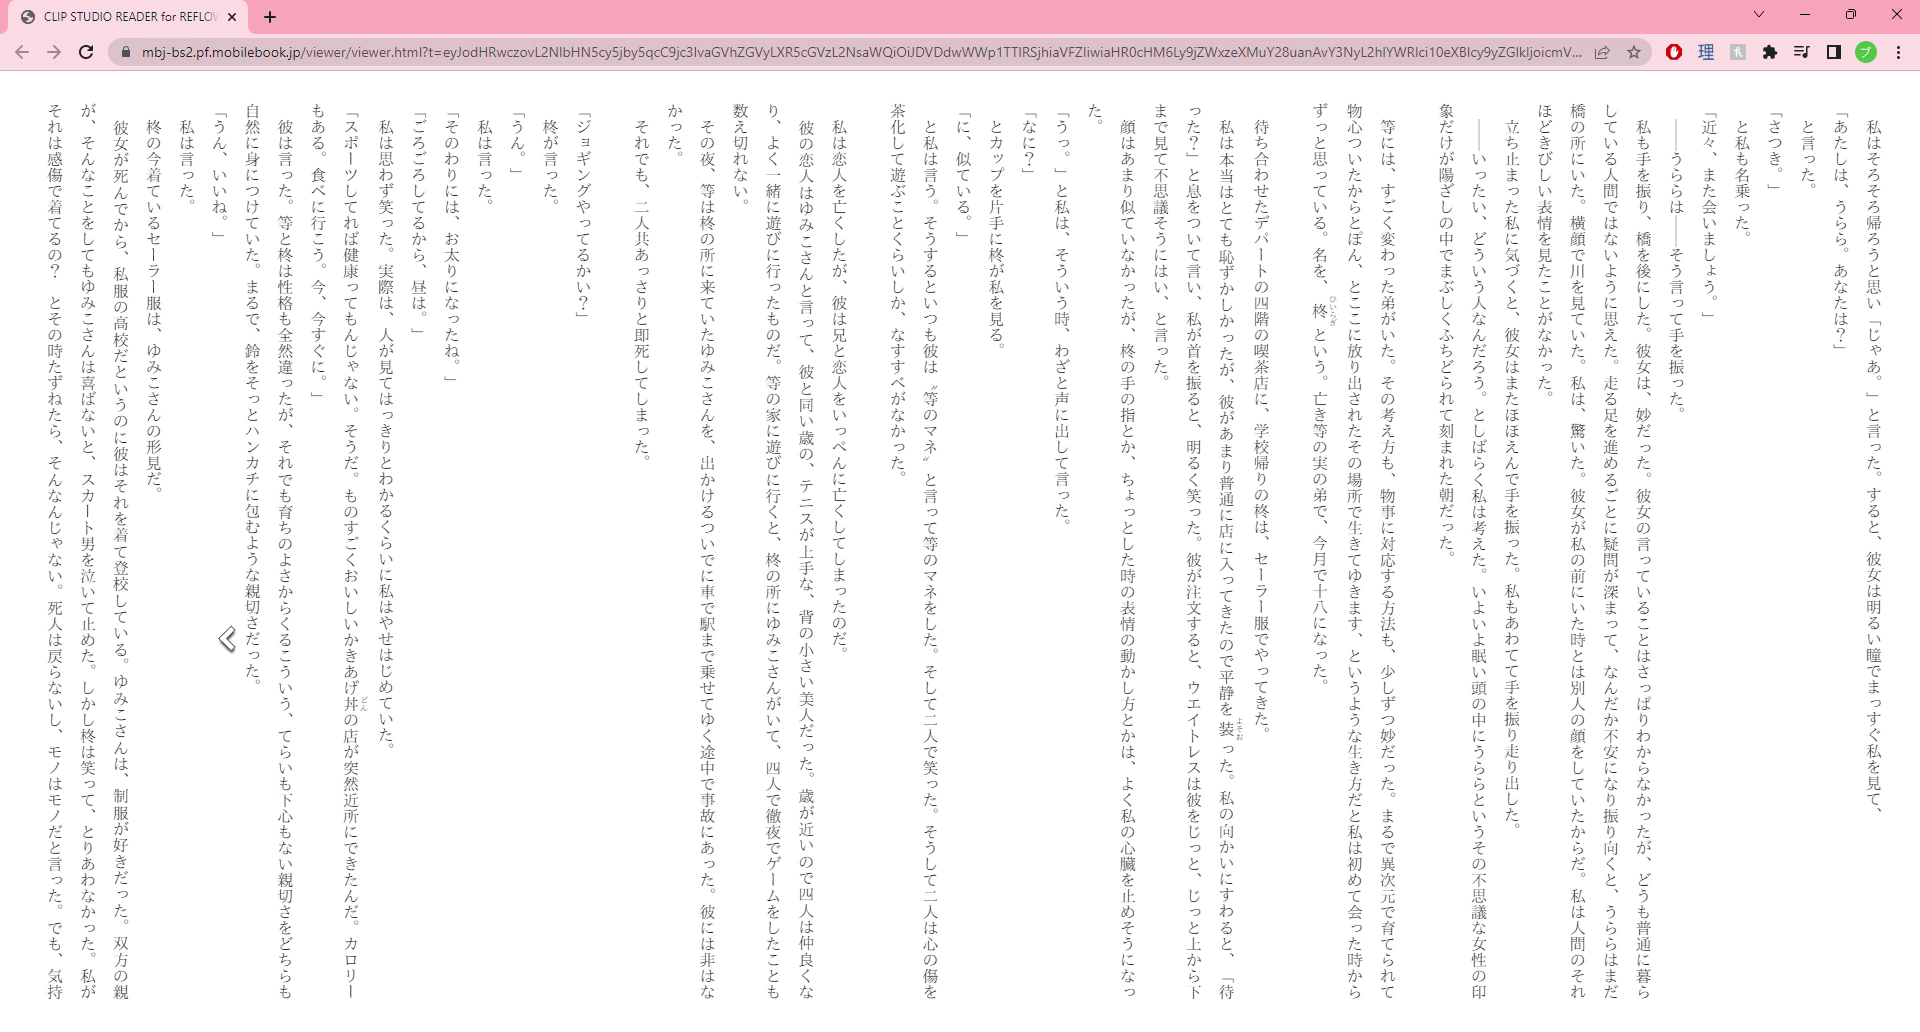 CLIP STUDIO READER for REFLOW
mbj-bs2.pf.mobilebook.jp/viewer/viewer.html?t=
理
プ
私はそろそろ帰ろうと思い「じゃあ。」と言った。すると、彼女は明るい瞳でまっすぐ私を見て、
「あたしは、うらら。あなたは？」
と言った。
「さつき。」
と私も名乗った。
「近々、また会いましょう。」
――うららは――そう言って手を振った。
私も手を振り、橋を後にした。彼女は、妙だった。彼女の言っていることはさっぱりわからなかったが、どうも普通に暮ら
している人間ではないように思えた。走る足を進めるごとに疑問が深まって、なんだか不安になり振り向くと、うららはまだ
橋の所にいた。横顔で川を見ていた。私は、驚いた。彼女が私の前にいた時とは別人の顔をしていたからだ。私は人間のそれ
ほどきびしい表情を見たことがなかった。
立ち止まった私に気づくと、彼女はまたほほえんで手を振った。私もあわてて手を振り走り出した。
――いったい、どういう人なんだろう。としばらく私は考えた。いよいよ眠い頭の中にうららというその不思議な女性の印
象だけが陽ざしの中でまぶしくふちどられて刻まれた朝だった。
等には、すごく変わった弟がいた。その考え方も、物事に対応する方法も、少しずつ妙だった。まるで異次元で育てられて
物心ついたからとぽん、とここに放り出されたその場所で生きてゆきます、というような生き方だと私は初めて会った時から
ずっと思っている。名を、柊ひいらぎという。亡き等の実の弟で、今月で十八になった。
待ち合わせたデパートの四階の喫茶店に、学校帰りの柊は、セーラー服でやってきた。
私は本当はとても恥ずかしかったが、彼があまり普通に店に入ってきたので平静を装よそおった。私の向かいにすわると、「待
った？」と息をついて言い、私が首を振ると、明るく笑った。彼が注文すると、ウエイトレスは彼をじっと、じっと上から下
まで見て不思議そうにはい、と言った。
顔はあまり似ていなかったが、柊の手の指とか、ちょっとした時の表情の動かし方とかは、よく私の心臓を止めそうになっ
た。
「うっ。」と私は、そういう時、わざと声に出して言った。
「なに？」
とカップを片手に柊が私を見る。
「に、似ている。」
と私は言う。そうするといつも彼は〝等のマネ〟と言って等のマネをした。そして二人で笑った。そうして二人は心の傷を
茶化して遊ぶことくらいしか、なすすべがなかった。
私は恋人を亡くしたが、彼は兄と恋人をいっぺんに亡くしてしまったのだ。
彼の恋人はゆみこさんと言って、彼と同い歳の、テニスが上手な、背の小さい美人だった。歳が近いので四人は仲良くな
り、よく一緒に遊びに行ったものだ。等の家に遊びに行くと、柊の所にゆみこさんがいて、四人で徹夜でゲームをしたことも
数え切れない。
その夜、等は柊の所に来ていたゆみこさんを、出かけるついでに車で駅まで乗せてゆく途中で事故にあった。彼には非はな
かった。
それでも、二人共あっさりと即死してしまった。
「ジョギングやってるかい？」
柊が言った。
「うん。」
私は言った。
「そのわりには、お太りになったね。」
「ごろごろしてるから、昼は。」
私は思わず笑った。実際は、人が見てはっきりとわかるくらいに私はやせはじめていた。
「スポーツしてれば健康ってもんじゃない。そうだ。ものすごくおいしいかきあげ丼どんの店が突然近所にできたんだ。カロリー
もある。食べに行こう。今、今すぐに。」
彼は言った。等と柊は性格も全然違ったが、それでも育ちのよさからくるこういう、てらいも下心もない親切さをどちらも
自然に身につけていた。まるで、鈴をそっとハンカチに包むような親切さだった。
「うん、いいね。」
私は言った。
柊の今着ているセーラー服は、ゆみこさんの形見だ。
彼女が死んでから、私服の高校だというのに彼はそれを着て登校している。ゆみこさんは、制服が好きだった。双方の親
が、そんなことをしてもゆみこさんは喜ばないと、スカート男を泣いて止めた。しかし柊は笑って、とりあわなかった。私が
それは感傷で着てるの？　とその時たずねたら、そんなんじゃない。死人は戻らないし、モノはモノだと言った。でも、気持